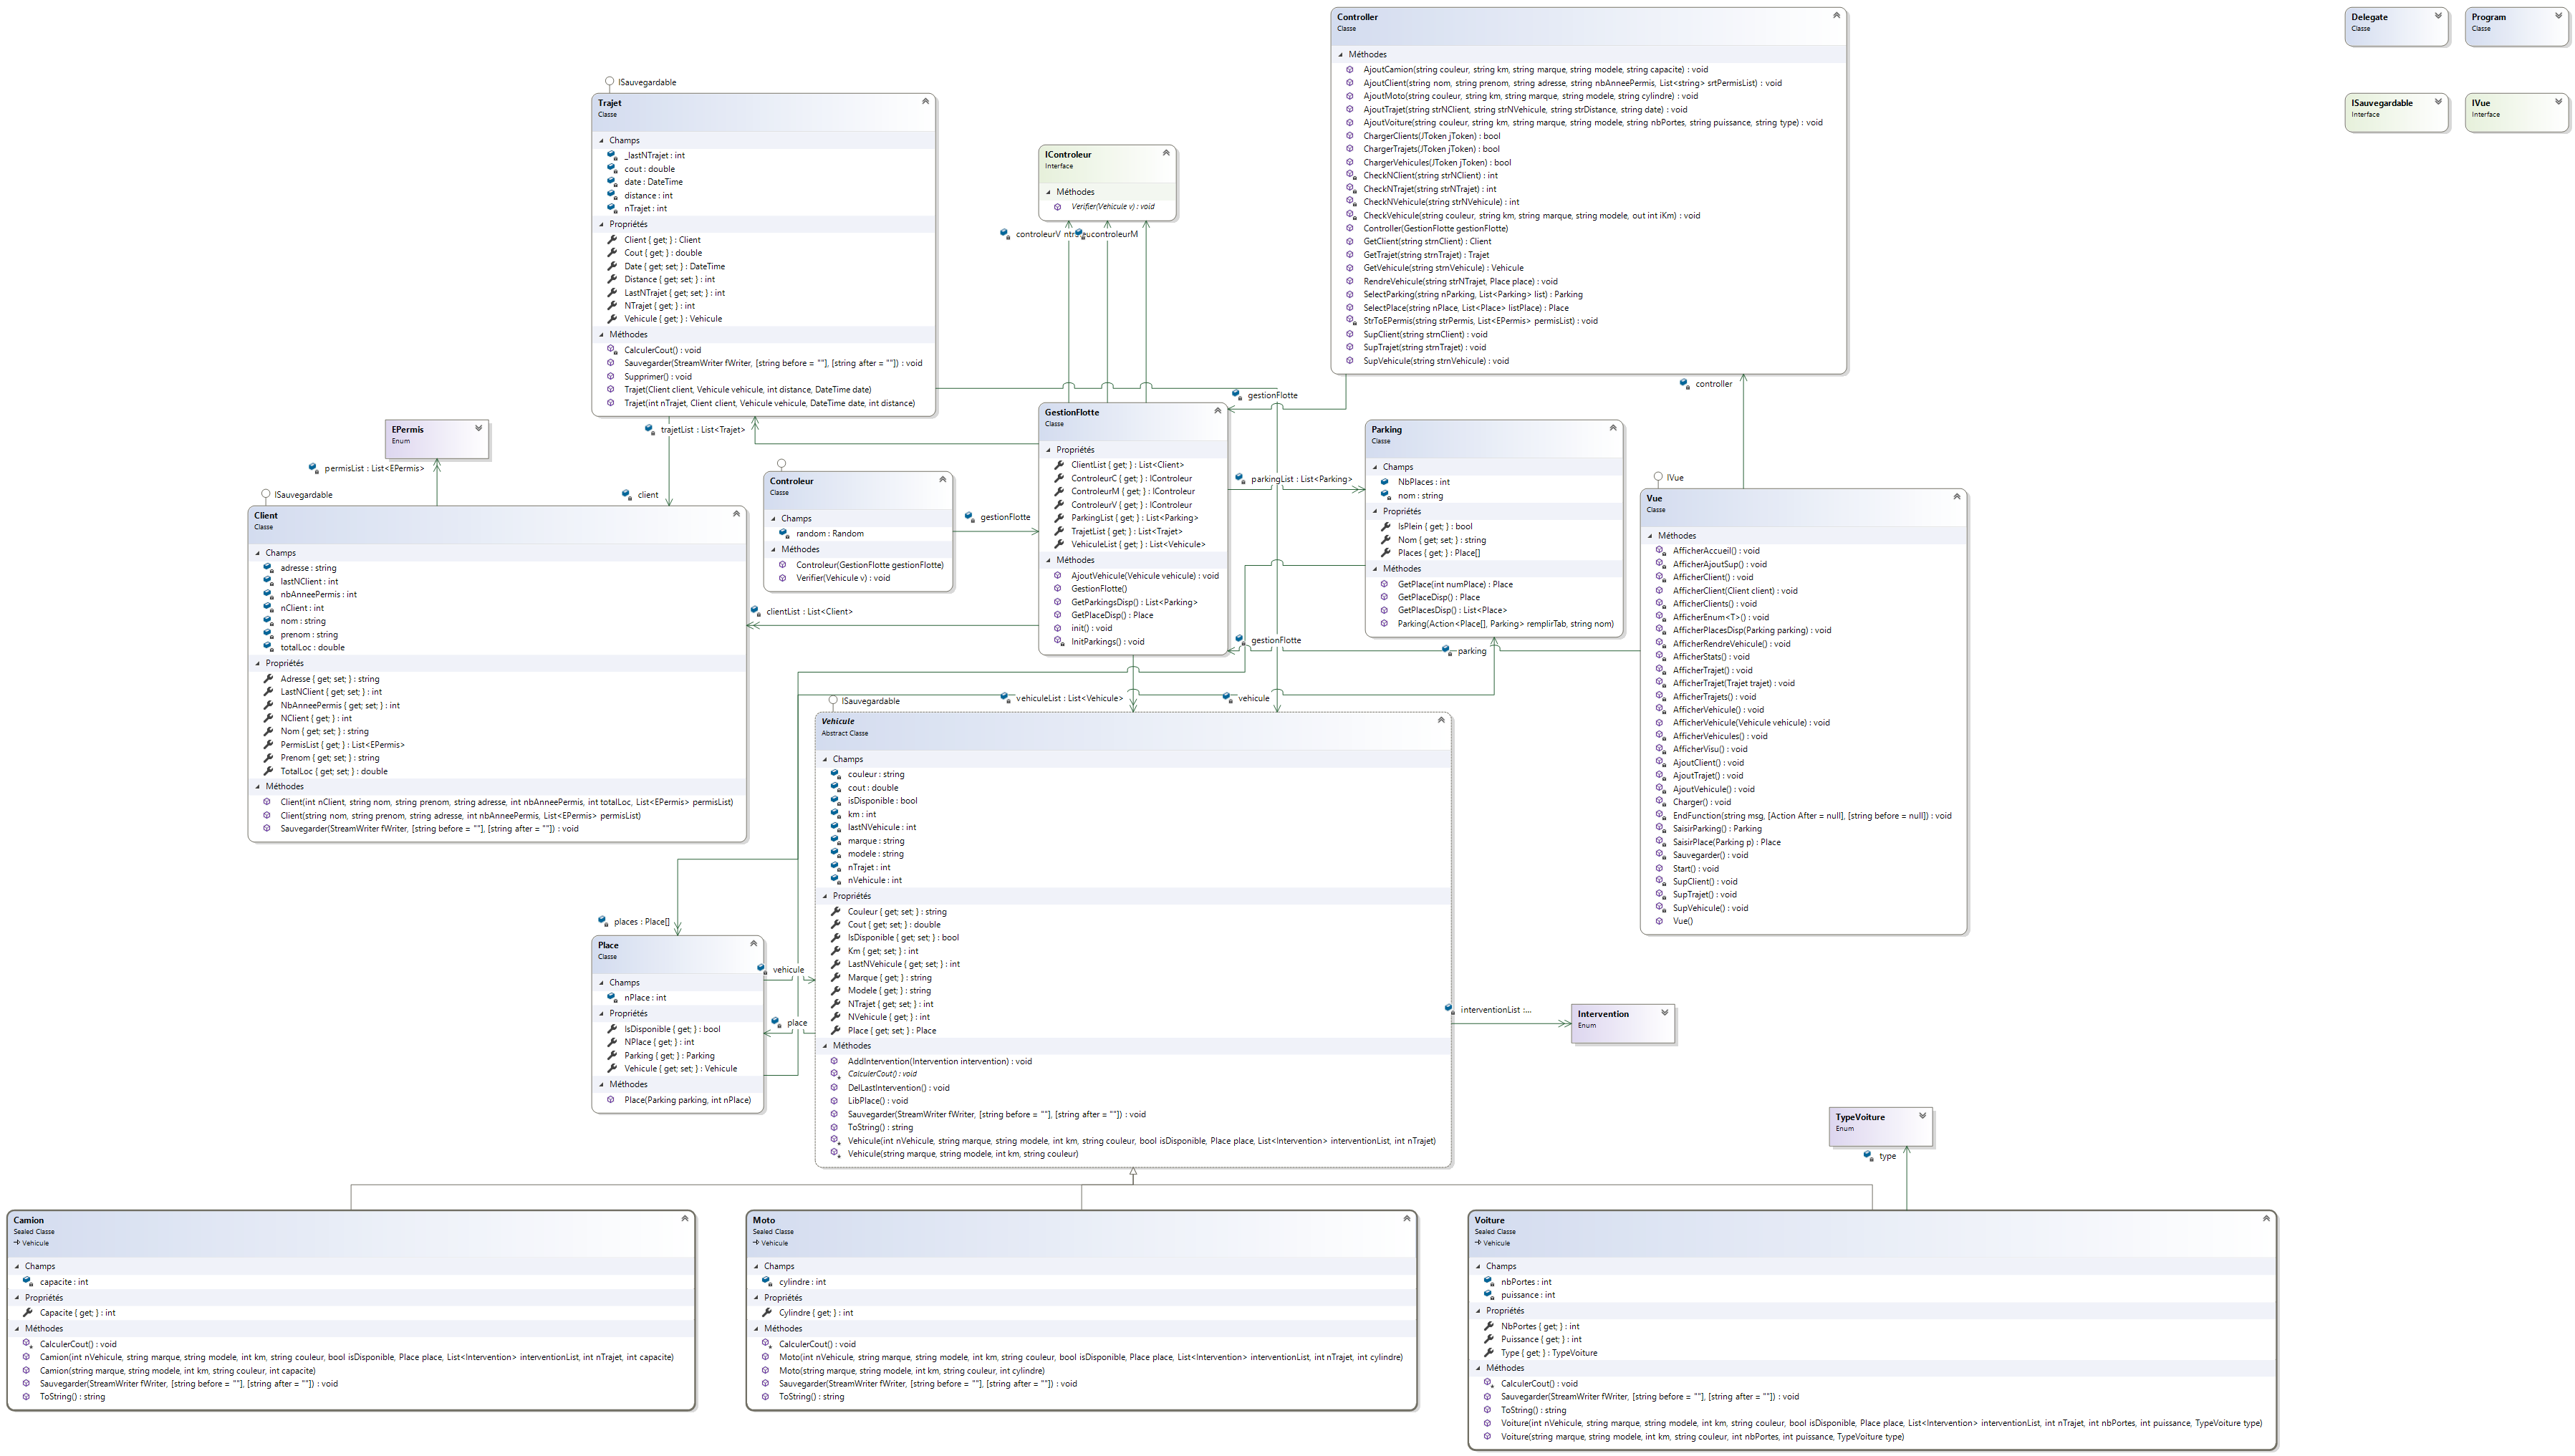 Controller
Classe
Méthodes
AjoutCamion(string couleur, string km, string marque, string modele, string capacite) : void
AjoutClient(string nom, string prenom, string adresse, string nbAnneePermis, List<string> srtPermisList) : void
AjoutMoto(string couleur, string km, string marque, string modele, string cylindre) : void
AjoutTrajet(string strNClient, string strNVehicule, string strDistance, string date) : void
AjoutVoiture(string couleur, string km, string marque, string modele, string nbPortes, string puissance, string type) : void
ChargerClients(JToken jToken) : bool
ChargerTrajets(JToken jToken) : bool
ChargerVehicules(JToken jToken) : bool
CheckNClient(string strNClient) : int
CheckNTrajet(string strNTrajet) : int
CheckNVehicule(string strNVehicule) : int
CheckVehicule(string couleur, string km, string marque, string modele, out int iKm) : void
Controller(GestionFlotte gestionFlotte)
GetClient(string strnClient) : Client
GetTrajet(string strnTrajet) : Trajet
GetVehicule(string strnVehicule) : Vehicule
RendreVehicule(string strNTrajet, Place place) : void
SelectParking(string nParking, List<Parking> list) : Parking
SelectPlace(string nPlace, List<Place> listPlace) : Place
StrToEPermis(string strPermis, List<EPermis> permisList) : void
SupClient(string strnClient) : void
SupTrajet(string strnTrajet) : void
SupVehicule(string strnVehicule) : void
Delegate
Classe
Program
Classe
ISauvegardable
Interface
IVue
Interface
ISauvegardable
Trajet
Classe
Champs
_lastNTrajet : int
cout : double
date : DateTime
distance : int
nTrajet : int
Propriétés
Client { get; } : Client
Cout { get; } : double
Date { get; set; } : DateTime
Distance { get; set; } : int
LastNTrajet { get; set; } : int
NTrajet { get; } : int
Vehicule { get; } : Vehicule
Méthodes
CalculerCout() : void
Sauvegarder(StreamWriter fWriter, [string before = ""], [string after = ""]) : void
Supprimer() : void
Trajet(Client client, Vehicule vehicule, int distance, DateTime date)
Trajet(int nTrajet, Client client, Vehicule vehicule, DateTime date, int distance)
IControleur
Interface
Méthodes
Verifier(Vehicule v) : void
controleurV
controleurM
controller
gestionFlotte
trajetList : List<Trajet>
EPermis
Enum
permisList : List<EPermis>
client
ISauvegardable
Client
Classe
Champs
adresse : string
lastNClient : int
nbAnneePermis : int
nClient : int
nom : string
prenom : string
totalLoc : double
Propriétés
Adresse { get; set; } : string
LastNClient { get; set; } : int
NbAnneePermis { get; set; } : int
NClient { get; } : int
Nom { get; set; } : string
PermisList { get; } : List<EPermis>
Prenom { get; set; } : string
TotalLoc { get; set; } : double
Méthodes
Client(int nClient, string nom, string prenom, string adresse, int nbAnneePermis, int totalLoc, List<EPermis> permisList)
Client(string nom, string prenom, string adresse, int nbAnneePermis, List<EPermis> permisList)
Sauvegarder(StreamWriter fWriter, [string before = ""], [string after = ""]) : void
Controleur
Classe
Champs
random : Random
Méthodes
Controleur(GestionFlotte gestionFlotte)
Verifier(Vehicule v) : void
gestionFlotte
clientList : List<Client>
GestionFlotte
Classe
Propriétés
ClientList { get; } : List<Client>
ControleurC { get; } : IControleur
ControleurM { get; } : IControleur
ControleurV { get; } : IControleur
ParkingList { get; } : List<Parking>
TrajetList { get; } : List<Trajet>
VehiculeList { get; } : List<Vehicule>
Méthodes
AjoutVehicule(Vehicule vehicule) : void
GestionFlotte()
GetParkingsDisp() : List<Parking>
GetPlaceDisp() : Place
init() : void
InitParkings() : void
parkingList : List<Parking>
gestionFlotte
parking
Parking
Classe
Champs
NbPlaces : int
nom : string
Propriétés
IsPlein { get; } : bool
Nom { get; set; } : string
Places { get; } : Place[]
Méthodes
GetPlace(int numPlace) : Place
GetPlaceDisp() : Place
GetPlacesDisp() : List<Place>
Parking(Action<Place[], Parking> remplirTab, string nom)
IVue
Vue
Classe
Méthodes
AfficherAccueil() : void
AfficherAjoutSup() : void
AfficherClient() : void
AfficherClient(Client client) : void
AfficherClients() : void
AfficherEnum<T>() : void
AfficherPlacesDisp(Parking parking) : void
AfficherRendreVehicule() : void
AfficherStats() : void
AfficherTrajet() : void
AfficherTrajet(Trajet trajet) : void
AfficherTrajets() : void
AfficherVehicule() : void
AfficherVehicule(Vehicule vehicule) : void
AfficherVehicules() : void
AfficherVisu() : void
AjoutClient() : void
AjoutTrajet() : void
AjoutVehicule() : void
Charger() : void
EndFunction(string msg, [Action After = null], [string before = null]) : void
SaisirParking() : Parking
SaisirPlace(Parking p) : Place
Sauvegarder() : void
Start() : void
SupClient() : void
SupTrajet() : void
SupVehicule() : void
Vue()
vehiculeList : List<Vehicule>
vehicule
ISauvegardable
Vehicule
Abstract Classe
Champs
couleur : string
cout : double
isDisponible : bool
km : int
lastNVehicule : int
marque : string
modele : string
nTrajet : int
nVehicule : int
Propriétés
Couleur { get; set; } : string
Cout { get; set; } : double
IsDisponible { get; set; } : bool
Km { get; set; } : int
LastNVehicule { get; set; } : int
Marque { get; } : string
Modele { get; } : string
NTrajet { get; set; } : int
NVehicule { get; } : int
Place { get; set; } : Place
Méthodes
AddIntervention(Intervention intervention) : void
CalculerCout() : void
DelLastIntervention() : void
LibPlace() : void
Sauvegarder(StreamWriter fWriter, [string before = ""], [string after = ""]) : void
ToString() : string
Vehicule(int nVehicule, string marque, string modele, int km, string couleur, bool isDisponible, Place place, List<Intervention> interventionList, int nTrajet)
Vehicule(string marque, string modele, int km, string couleur)
places : Place[]
Place
Classe
Champs
nPlace : int
Propriétés
IsDisponible { get; } : bool
NPlace { get; } : int
Parking { get; } : Parking
Vehicule { get; set; } : Vehicule
Méthodes
Place(Parking parking, int nPlace)
vehicule
place
interventionList :...
Intervention
Enum
TypeVoiture
Enum
type
Camion
Sealed Classe
Vehicule
Champs
capacite : int
Propriétés
Capacite { get; } : int
Méthodes
CalculerCout() : void
Camion(int nVehicule, string marque, string modele, int km, string couleur, bool isDisponible, Place place, List<Intervention> interventionList, int nTrajet, int capacite)
Camion(string marque, string modele, int km, string couleur, int capacite)
Sauvegarder(StreamWriter fWriter, [string before = ""], [string after = ""]) : void
ToString() : string
Moto
Sealed Classe
Vehicule
Champs
cylindre : int
Propriétés
Cylindre { get; } : int
Méthodes
CalculerCout() : void
Moto(int nVehicule, string marque, string modele, int km, string couleur, bool isDisponible, Place place, List<Intervention> interventionList, int nTrajet, int cylindre)
Moto(string marque, string modele, int km, string couleur, int cylindre)
Sauvegarder(StreamWriter fWriter, [string before = ""], [string after = ""]) : void
ToString() : string
Voiture
Sealed Classe
Vehicule
Champs
nbPortes : int
puissance : int
Propriétés
NbPortes { get; } : int
Puissance { get; } : int
Type { get; } : TypeVoiture
Méthodes
CalculerCout() : void
Sauvegarder(StreamWriter fWriter, [string before = ""], [string after = ""]) : void
ToString() : string
Voiture(int nVehicule, string marque, string modele, int km, string couleur, bool isDisponible, Place place, List<Intervention> interventionList, int nTrajet, int nbPortes, int puissance, TypeVoiture type)
Voiture(string marque, string modele, int km, string couleur, int nbPortes, int puissance, TypeVoiture type)